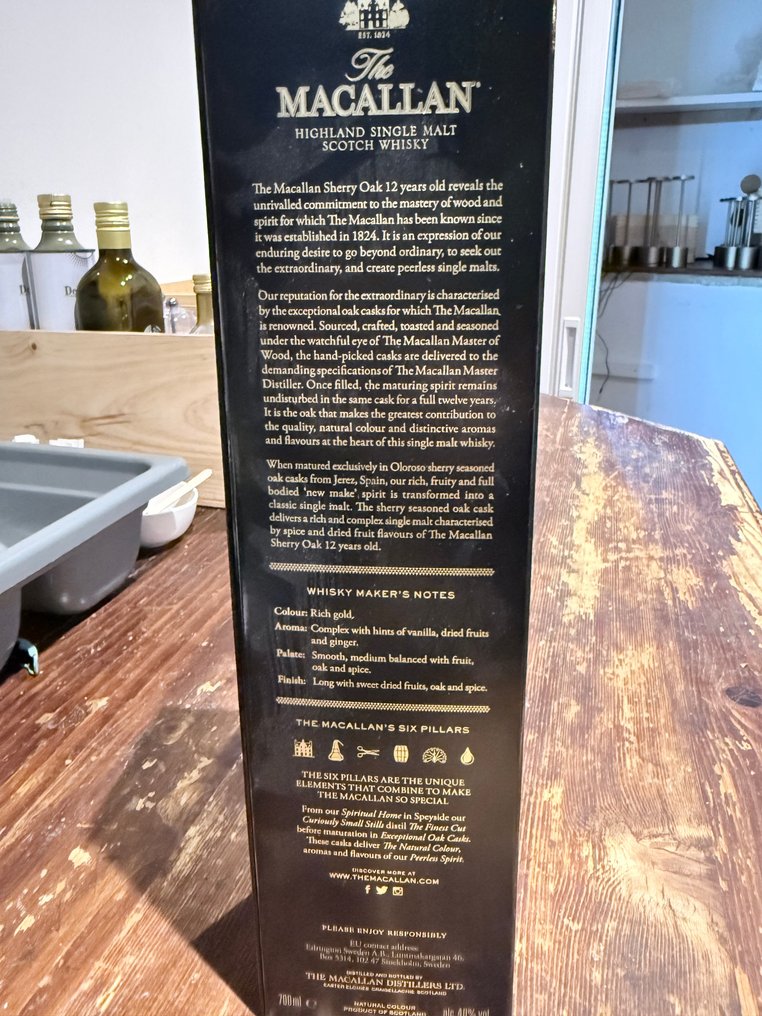 EST. 1824
The
MACALLAN®
HIGHLAND SINGLE MALT
SCOTCH WHISKY
The Macallan Sherry Oak 12 years old reveals the
unrivalled commitment to the mastery of wood and
spirit for which The Macallan has been known since
it was established in 1824. It is an expression of our
enduring desire to go beyond ordinary, to seek out
the extraordinary, and create peerless single malts.
Our reputation for the extraordinary is characterised
by the exceptional oak casks for which The Macallan
is renowned. Sourced, crafted, toasted and seasoned
under the watchful eye of The Macallan Master of
Wood, the hand-picked casks are delivered to the
demanding specifications of The Macallan Master
Distiller. Once filled, the maturing spirit remains
undisturbed in the same cask for a full twelve years.
It is the oak that makes the greatest contribution to
the quality, natural colour and distinctive aromas
and flavours at the heart of this single malt whisky.
When matured exclusively in Oloroso sherry seasoned
oak casks from Jerez, Spain, our rich, fruity and full
bodied 'new make' spirit is transformed into a
classic single malt. The sherry seasoned oak cask
delivers a rich and complex single malt characterised
by spice and dried fruit flavours of The Macallan
Sherry Oak 12 years old.
WHISKY MAKER'S NOTES
Colour: Rich gold.
Aroma: Complex with hints of vanilla, dried fruits
and ginger.
Palate: Smooth, medium balanced with fruit,
oak and spice.
Finish: Long with sweet dried fruits, oak and spice.
THE MACALLAN'S SIX PILLARS
THE SIX PILLARS ARE THE UNIQUE
ELEMENTS THAT COMBINE TO MAKE
THE MACALLAN SO SPECIAL
From our Spiritual Home in Speyside our
Curiously Small Stills distil The Finest Cut
before maturation in Exceptional Oak Casks.
These casks deliver The Natural Colour,
aromas and flavours of our Peerless Spirit.
DISCOVER MORE AT
WWW.THEMACALLAN.COM
PLEASE ENJOY RESPONSIBLY
EU contact address:
Edrington Sweden A.B.,
Box 5314, 102 47 Stockholm, Sweden
DISTILLED AND BOTTLED BY
THE MACALLAN DISTILLERS LTD.
EASTER ELCHIES CRAIGELLACHIE SCOTLAND
700ml CE
NATURAL COLOUR
PRODUCT OF SCOTLAND
alc 40% vol